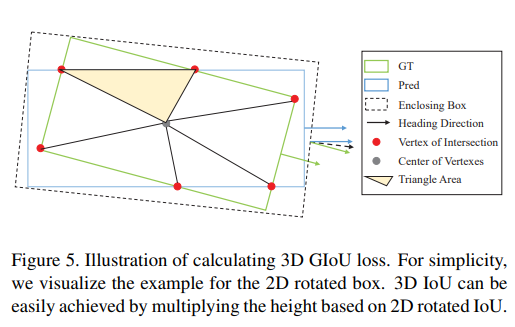 GT
Pred
Enclosing Box
Heading Direction
Vertex of Intersection
Center of Vertexes
Triangle Area
Figure 5. Illustration of calculating 3D GIoU loss. For simplicity,
we visualize the example for the 2D rotated box. 3D IoU can be
easily achieved by multiplying the height based on 2D rotated IoU.